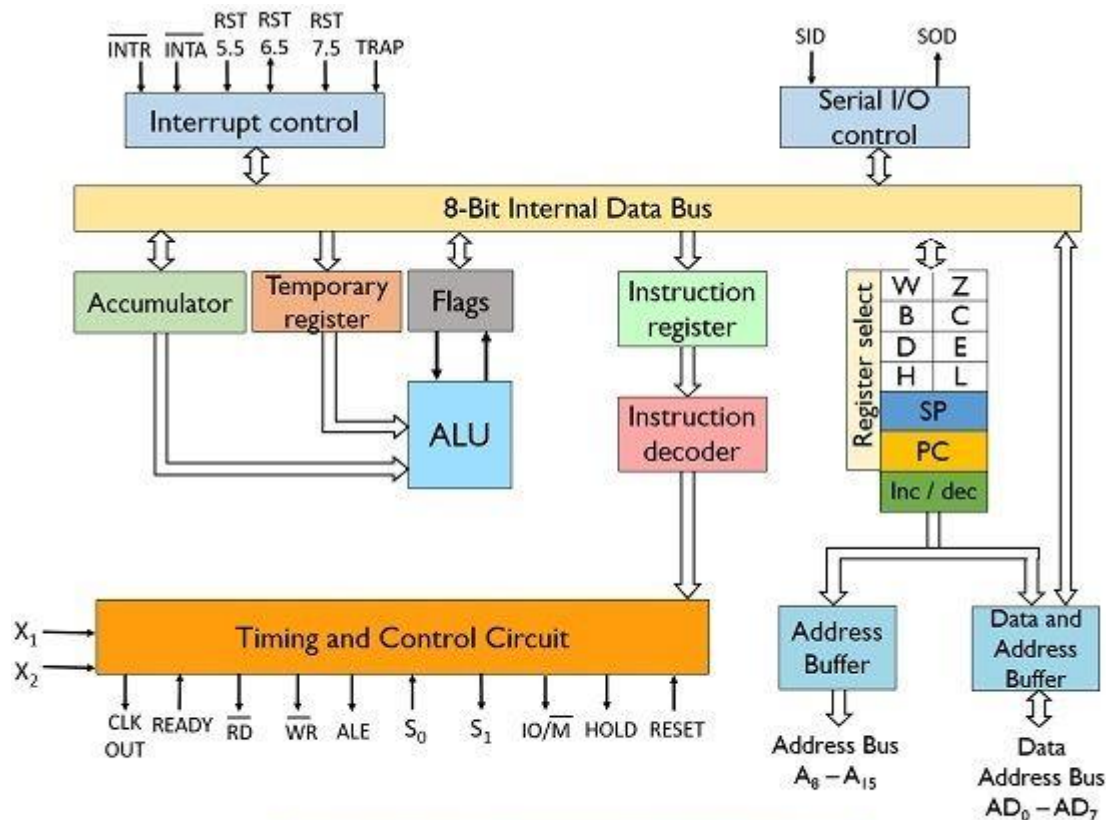 RST RST RST
INTR INTA 5.5 6.5 7.5 TRAP
SID SOD
Interrupt control
Serial I/O
control
8-Bit Internal Data Bus
Accumulator
Temporary
register
Flags
ALU
Instruction
register
Instruction
decoder
Register select
W Z
B C
D E
H L
SP
PC
Inc / dec
X₁
X₂
Timing and Control Circuit
CLK
OUT
READY
RD
WR
ALE
S₀
S₁
IO/M
HOLD
RESET
Address
Buffer
Data and
Address
Buffer
Address Bus
A₈ – A₁₅
Data
Address Bus
AD₀ – AD₇